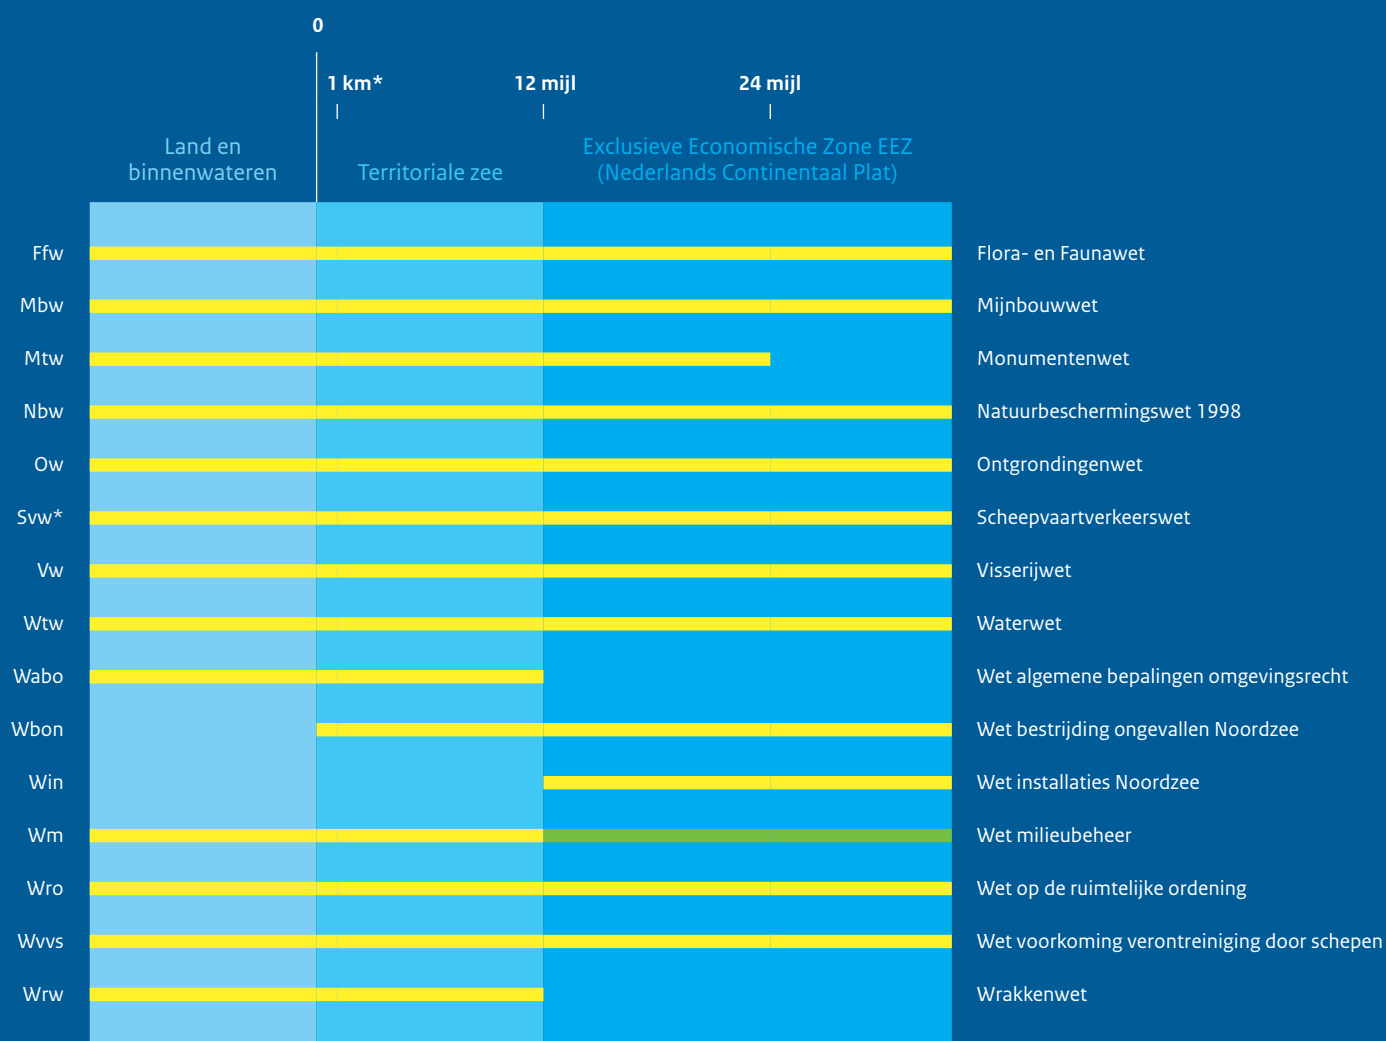 0
1 km*
12 mijl
24 mijl
Land en
binnenwateren
Territoriale zee
Exclusieve Economische Zone EEZ
(Nederlands Continentaal Plat)
Ffw Flora- en Faunawet
Mbw Mijnbouwwet
Mtw Monumentenwet
Nbw Natuurbeschermingswet 1998
Ow Ontgrondingenwet
Svw* Scheepvaartverkeerswet
Vw Visserijwet
Wtw Waterwet
Wabo Wet algemene bepalingen omgevingsrecht
Wbon Wet bestrijding ongevallen Noordzee
Win Wet installaties Noordzee
Wm Wet milieubeheer
Wro Wet op de ruimtelijke ordening
Wvvs Wet voorkoming verontreiniging door schepen
Wrw Wrakkenwet